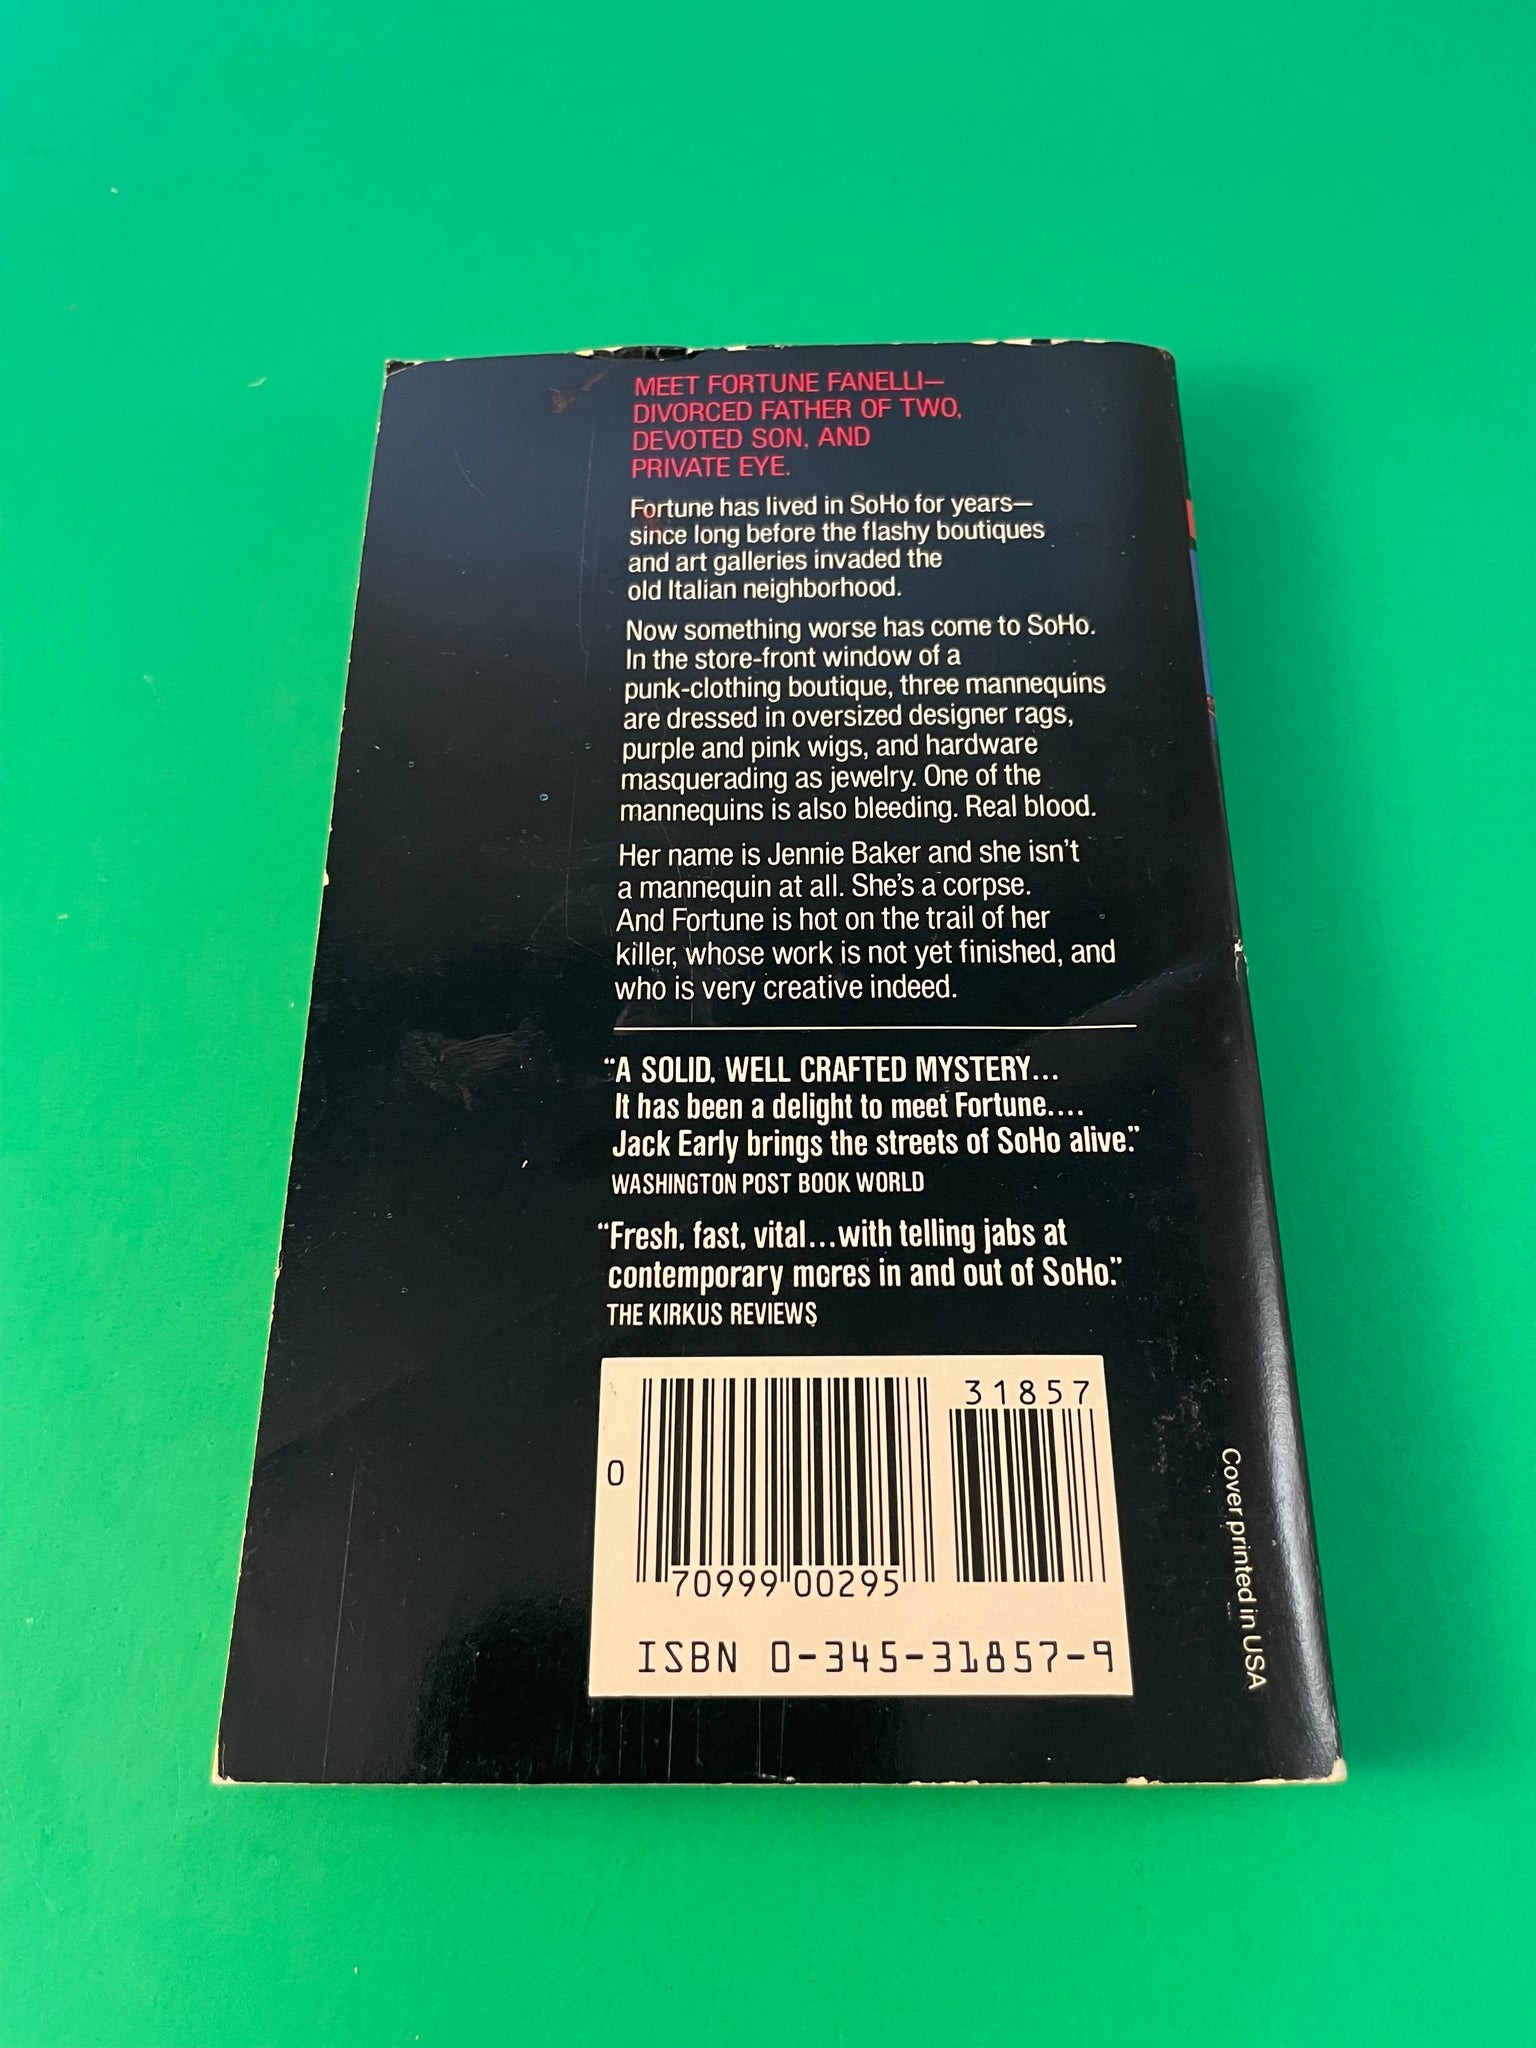 MEET FORTUNE FANELLI—
DIVORCED FATHER OF TWO,
DEVOTED SON, AND
PRIVATE EYE.
Fortune has lived in SoHo for years—
since long before the flashy boutiques
and art galleries invaded the
old Italian neighborhood.
Now something worse has come to SoHo.
In the store-front window of a
punk-clothing boutique, three mannequins
are dressed in oversized designer rags,
purple and pink wigs, and hardware
masquerading as jewelry. One of the
mannequins is also bleeding. Real blood.
Her name is Jennie Baker and she isn't
a mannequin at all. She's a corpse.
And Fortune is hot on the trail of her
killer, whose work is not yet finished, and
who is very creative indeed.
“A SOLID, WELL CRAFTED MYSTERY...
It has been a delight to meet Fortune....
Jack Early brings the streets of SoHo alive.”
WASHINGTON POST BOOK WORLD
“Fresh, fast, vital...with telling jabs at
contemporary mores in and out of SoHo.”
THE KIRKUS REVIEWS
31857
0
70999 00295
ISBN 0-345-31857-9
Cover printed in USA